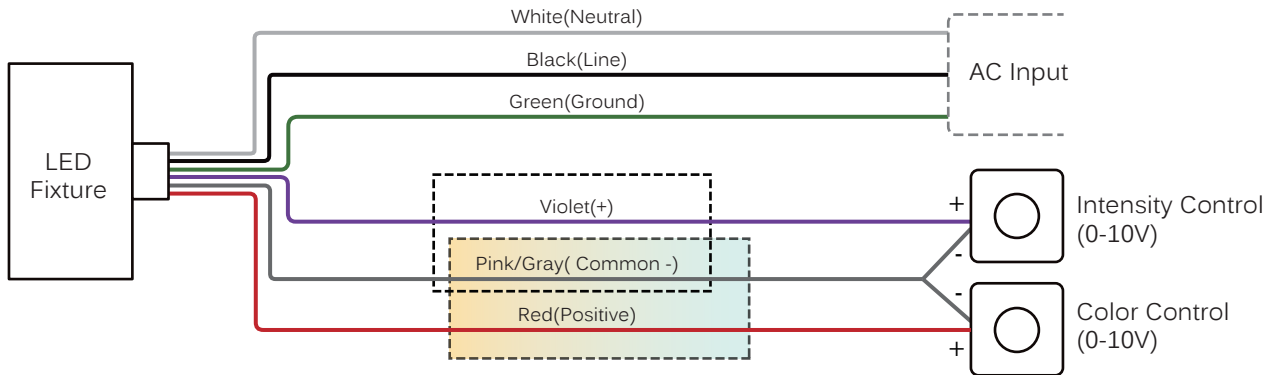 White(Neutral)
Black(Line)
Green(Ground)
AC Input
LED
Fixture
Violet(+)
+
Intensity Control
(0-10V)
-
Pink/Gray( Common -)
-
Red(Positive)
Color Control
(0-10V)
+